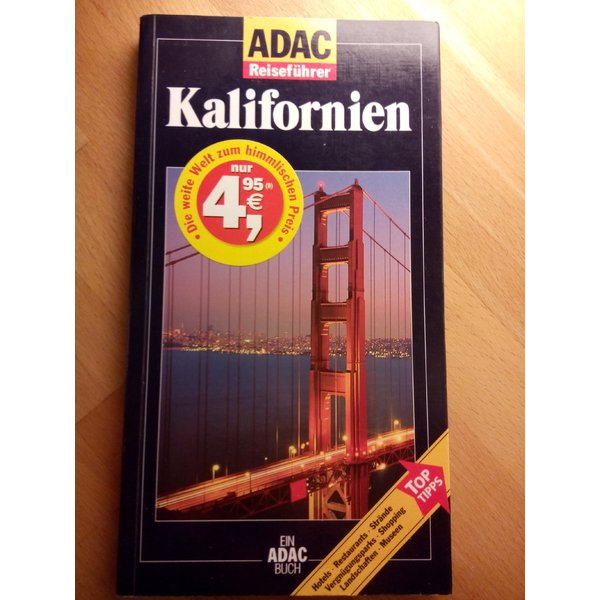 ADAC
Reiseführer
Kalifornien
• Die weite Welt zum himmlischen Preis •
nur
4,95 (D)
€
TOP
TIPPS
Hotels · Restaurants · Strände
Vergnügungsparks · Shopping
Landschaften · Museen
EIN
ADAC
BUCH